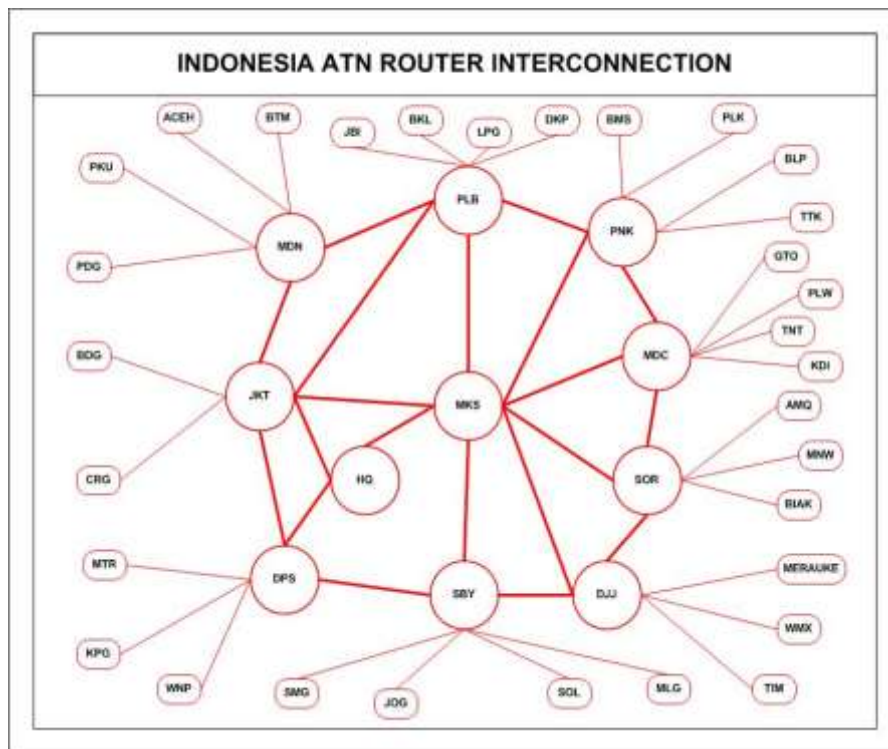 INDONESIA ATN ROUTER INTERCONNECTION
ACEH
BTM
JBI
BKL
LPG
DKP
BMS
PLK
PKU
BLP
PLB
PNK
TTK
MDN
PDG
GTO
PLW
TNT
MDC
KDI
BDG
JKT
MKS
AMQ
CRG
HQ
SOR
MNW
BIAK
MTR
DPS
SBY
DJJ
MERAUKE
WMX
KPG
WNP
SMG
JOG
SOL
MLG
TIM